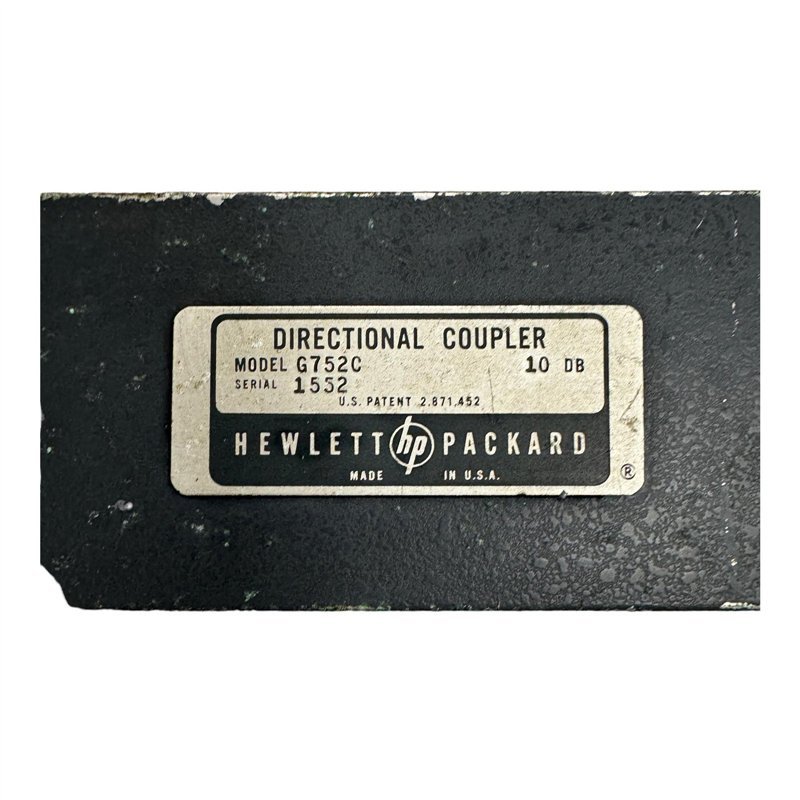 DIRECTIONAL COUPLER
MODEL G752C 10 DB
SERIAL 1552
U.S. PATENT 2.871.452
HEWLETT hp PACKARD
MADE IN U.S.A. ®